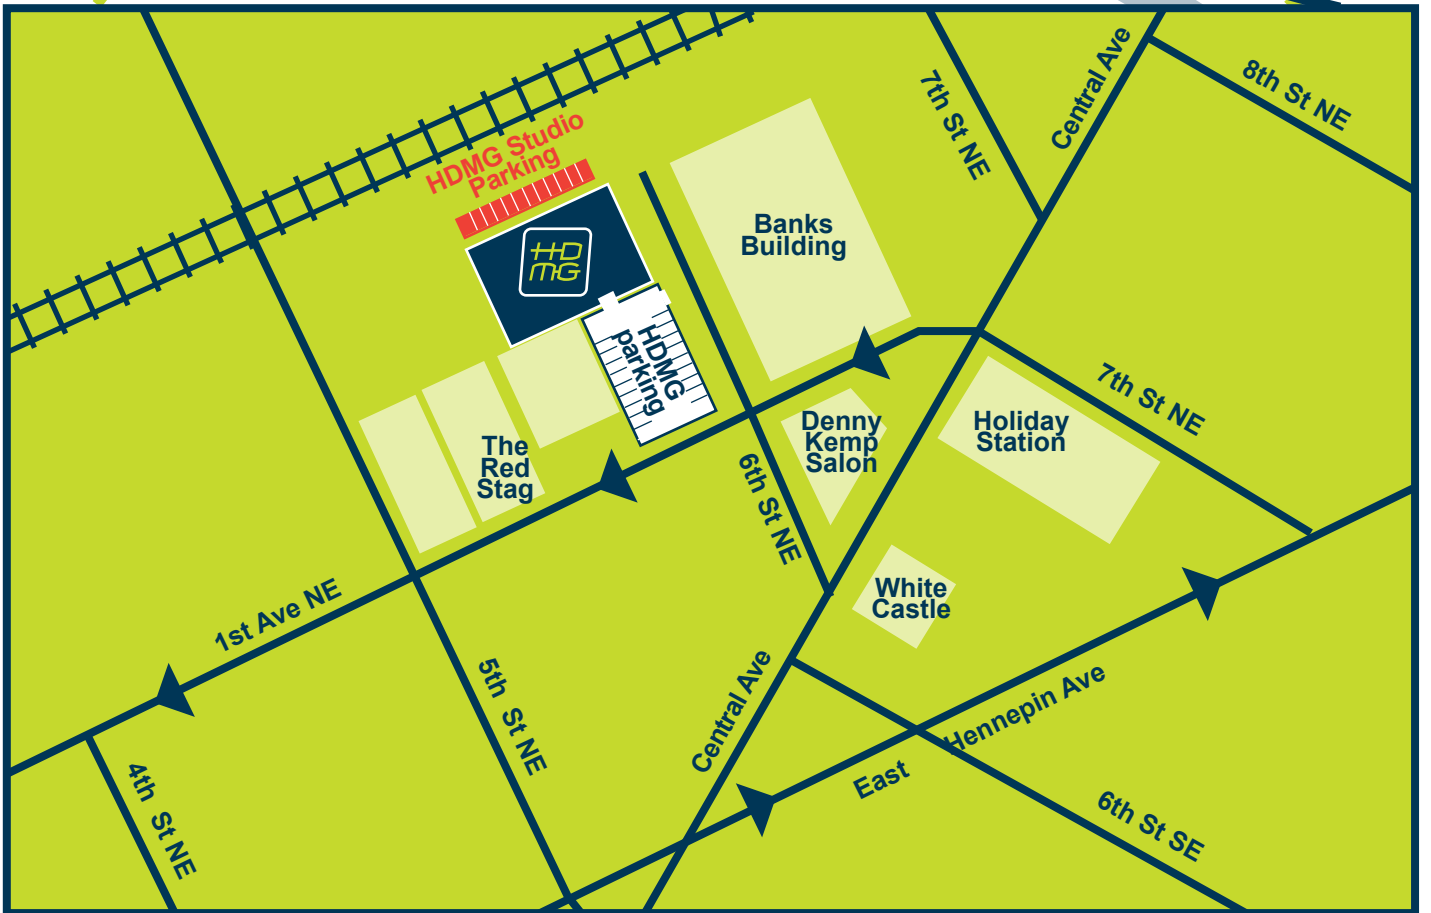 Central Ave
8th St NE
7th St NE
HDMG Studio
Parking
Banks
Building
HD
MG
HDMG
parking
7th St NE
Denny
Kemp
Salon
Holiday
Station
The
Red
Stag
6th St NE
White
Castle
1st Ave NE
5th St NE
Central Ave
Hennepin Ave
East
4th St NE
6th St SE